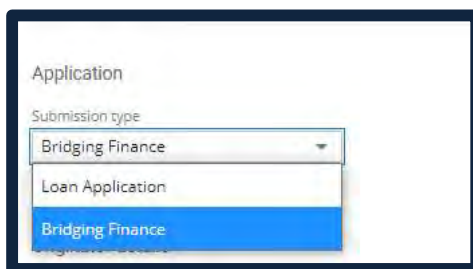 Application
Submission type
Bridging Finance
Loan Application
Bridging Finance